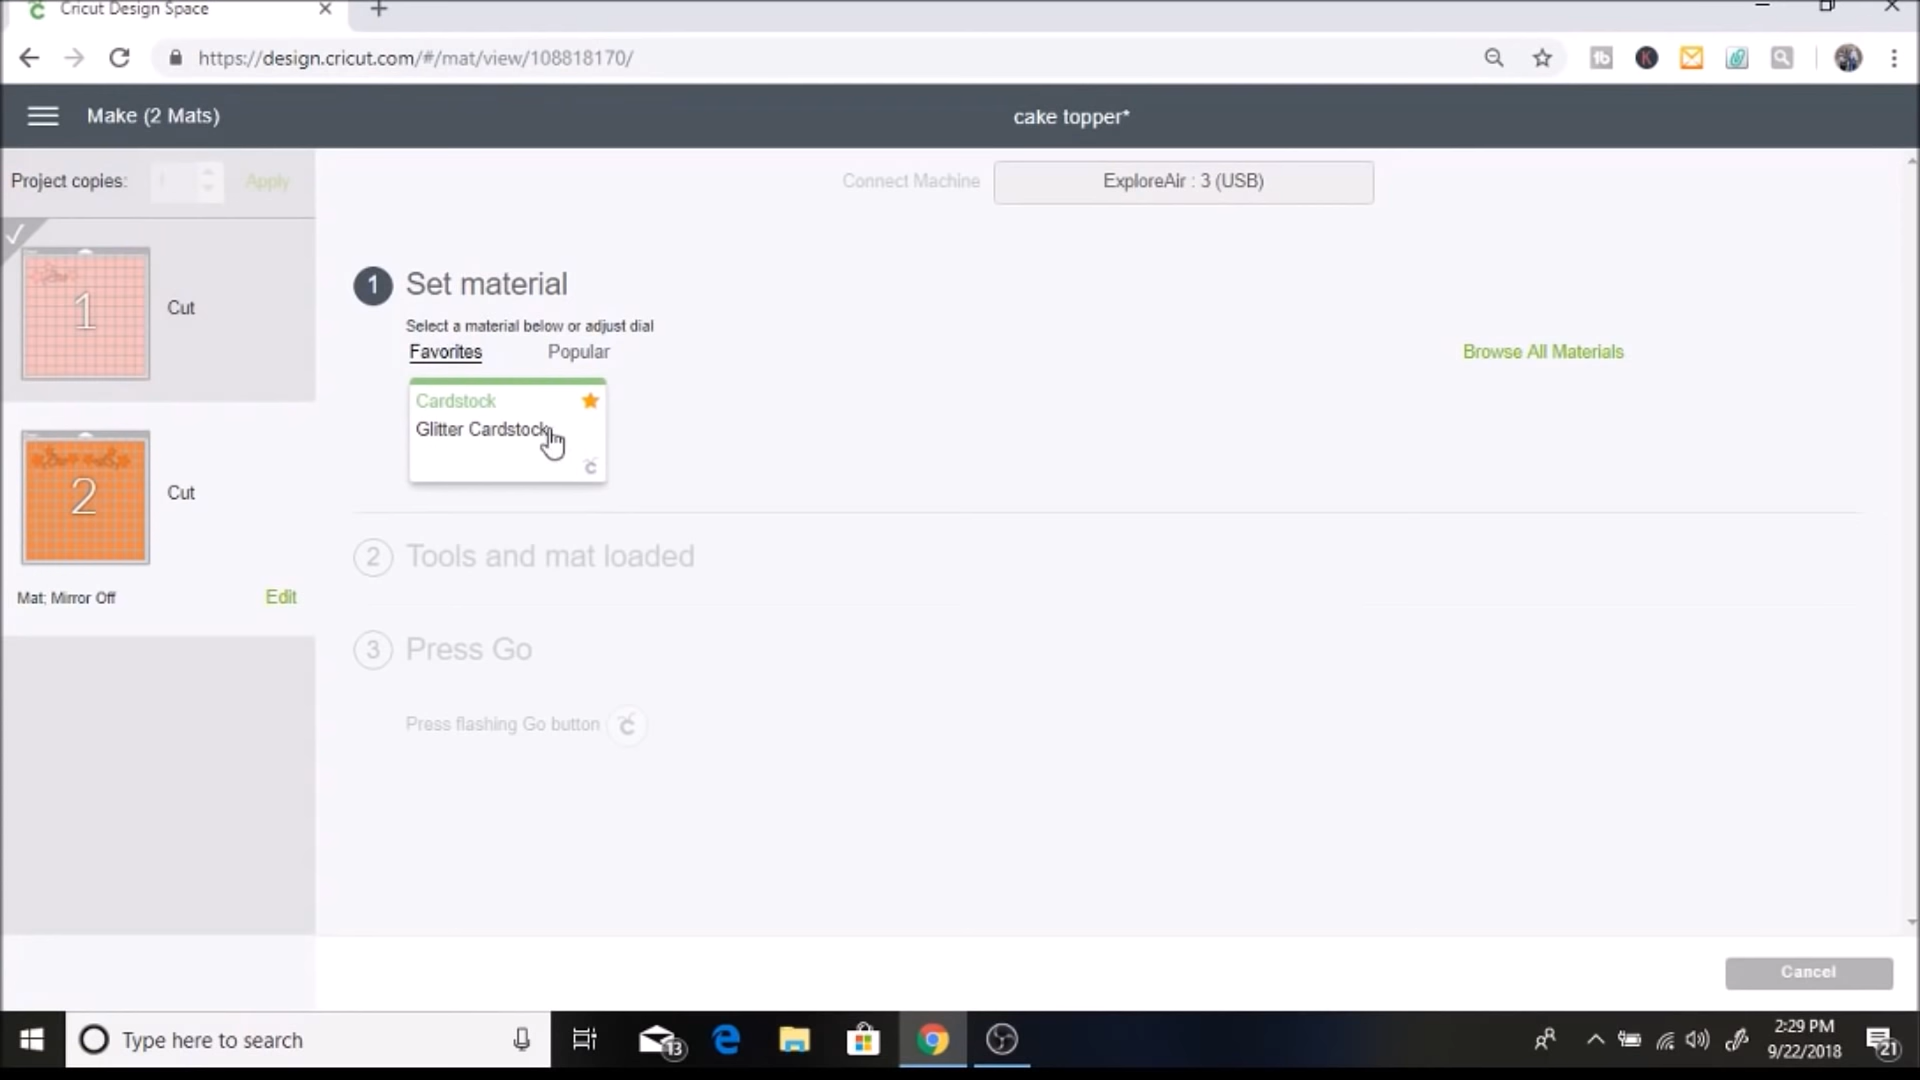 Cricut Design Space
https://design.cricut.com/#/mat/view/108818170/
Make (2 Mats)
cake topper*
Project copies:
Apply
Connect Machine
ExploreAir : 3 (USB)
1
Cut
2
Cut
Mat; Mirror Off
Edit
1 Set material
Select a material below or adjust dial
Favorites
Popular
Browse All Materials
Cardstock
Glitter Cardstock
2 Tools and mat loaded
3 Press Go
Press flashing Go button
Cancel
Type here to search
13
2:29 PM
9/22/2018
21